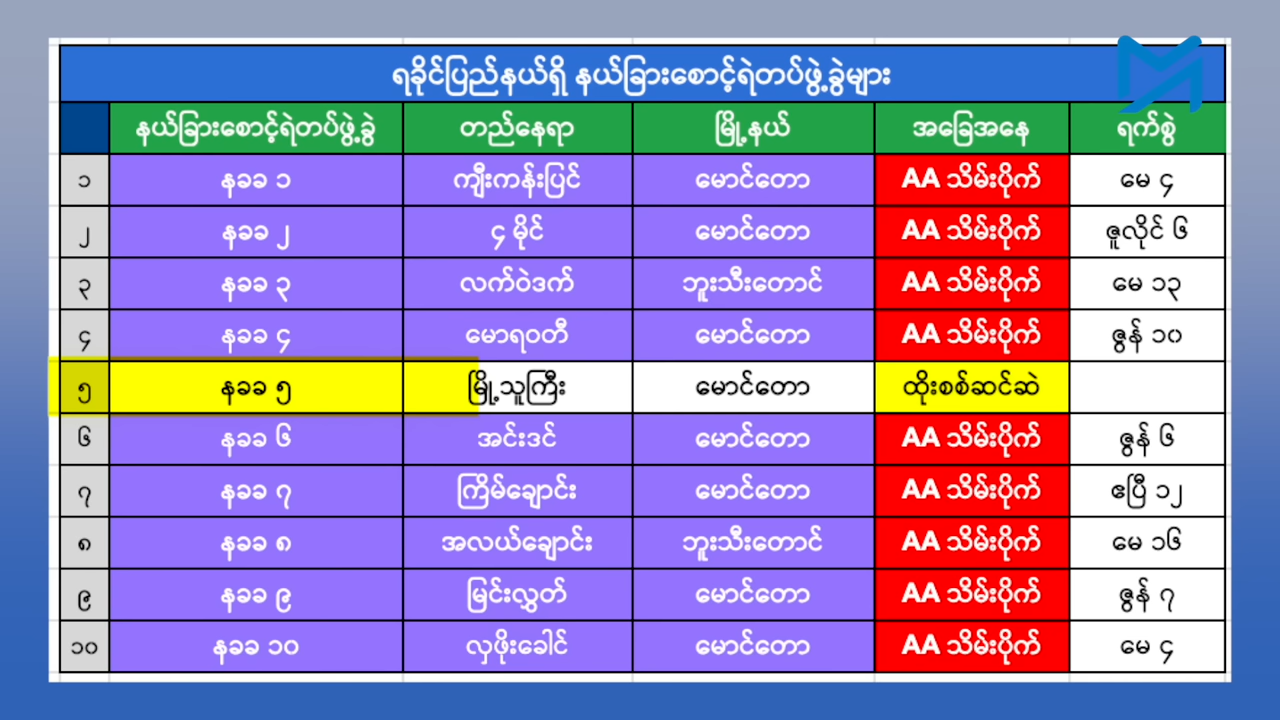 ရခိုင်ပြည်နယ်ရှိ နယ်ခြားစောင့်ရဲတပ်ဖွဲ့ခွဲများ
နယ်ခြားစောင့်ရဲတပ်ဖွဲ့ခွဲ တည်နေရာ မြို့နယ် အခြေအနေ ရက်စွဲ
၁ နခခ ၁ ကျီးကန်းပြင် မောင်တော AA သိမ်းပိုက် မေ ၄
၂ နခခ ၂ ၄ မိုင် မောင်တော AA သိမ်းပိုက် ဇူလိုင် ၆
၃ နခခ ၃ လက်ဝဲဒက် ဘူးသီးတောင် AA သိမ်းပိုက် မေ ၁၃
၄ နခခ ၄ မောရဝတီ မောင်တော AA သိမ်းပိုက် ဇွန် ၁၀
၅ နခခ ၅ မြို့သူကြီး မောင်တော ထိုးစစ်ဆင်ဆဲ
၆ နခခ ၆ အင်းဒင် မောင်တော AA သိမ်းပိုက် ဇွန် ၆
၇ နခခ ၇ ကြိမ်ချောင်း မောင်တော AA သိမ်းပိုက် ဧပြီ ၁၂
၈ နခခ ၈ အလယ်ချောင်း ဘူးသီးတောင် AA သိမ်းပိုက် မေ ၁၆
၉ နခခ ၉ မြင်းလွှတ် မောင်တော AA သိမ်းပိုက် ဇွန် ၇
၁၀ နခခ ၁၀ လှဖိုးခေါင် မောင်တော AA သိမ်းပိုက် မေ ၄